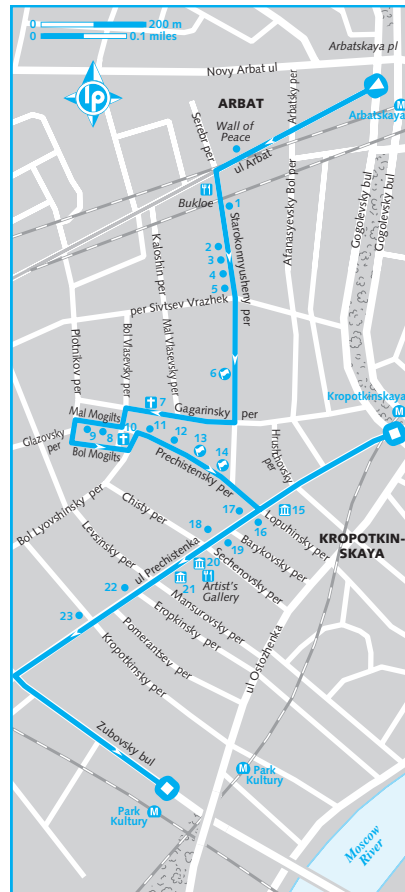 0 200 m
0 0.1 miles
Arbatskaya pl
Novy Arbat ul
lp
ARBAT
Arbatsky per
Arbatskaya
M
Serebr per
Wall of
Peace
ul Arbat
Bukloe
1
Starokonnyusheny per
Afanasyevsky Bol per
Gogolevsky bul
Gogolevsky bul
Kaloshin per
2
3
4
5
per Sivtsev Vrazhek
Plotnikov per
Bol Vlasevsky per
Mal Vlasevsky per
6
Kropotkinskaya
M
7
Mal Mogilts
Gagarinsky per
Glazovsky
per
9 8
10
11
12
13
14
Bol Mogilts
Prechistensky per
Hrushchovsky
per
Bol Lyovshinsky per
Chisty per
17
15
16
Lopuhinsky per
18
19
KROPOTKIN-
SKAYA
Levsinsky per
ul Prechistenka
Barykovsky per
Sechenovsky per
20
21
Artist's
Gallery
22
Mansurovsky per
Eropkinsky per
23
Pomerantsev per
Kropotkinsky per
ul Ostozhenka
Zubovsky bul
M
Park
Kultury
Park
Kultury
M
Moscow
River